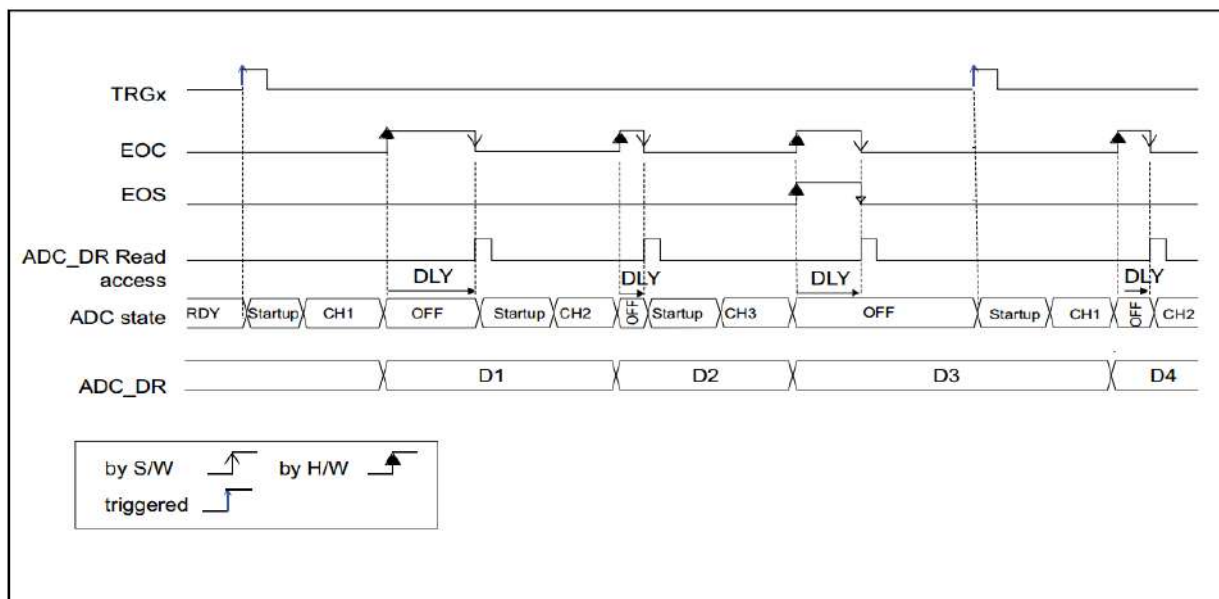 TRGx
EOC
EOS
ADC_DR Read
access
DLY DLY DLY DLY
ADC state RDY Startup CH1 OFF Startup CH2 OFF Startup CH3 OFF Startup CH1 OFF CH2
ADC_DR D1 D2 D3 D4
by S/W by H/W
triggered